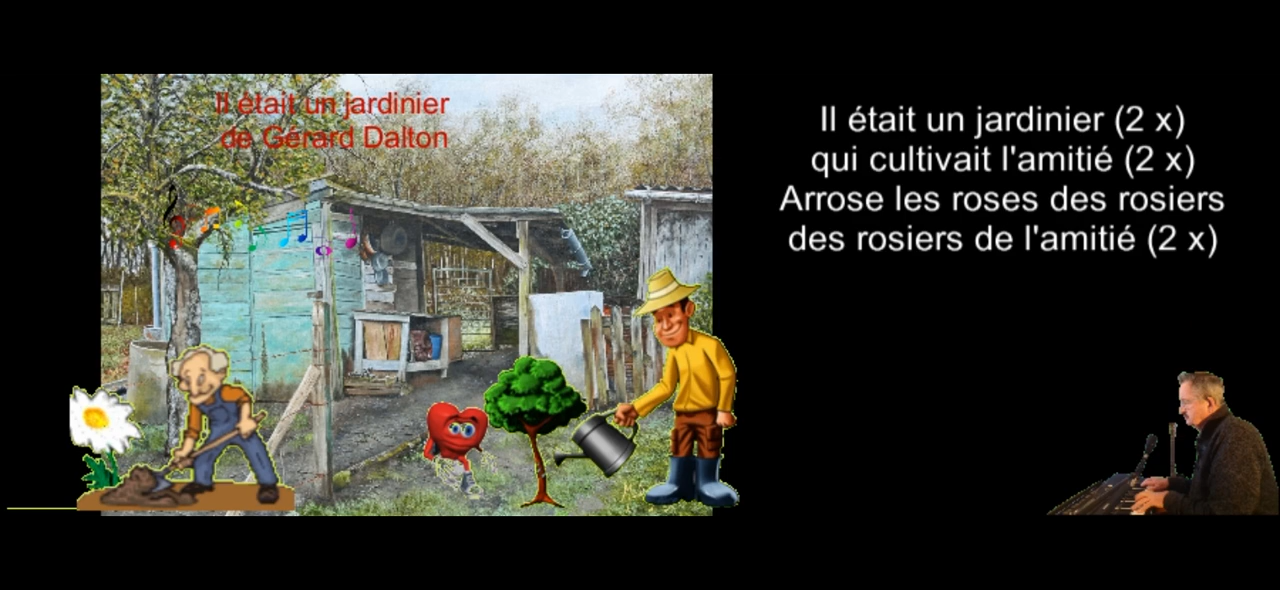 Il était un jardinier
de Gérard Dalton
Il était un jardinier (2 x)
qui cultivait l'amitié (2 x)
Arrose les roses des rosiers
des rosiers de l'amitié (2 x)